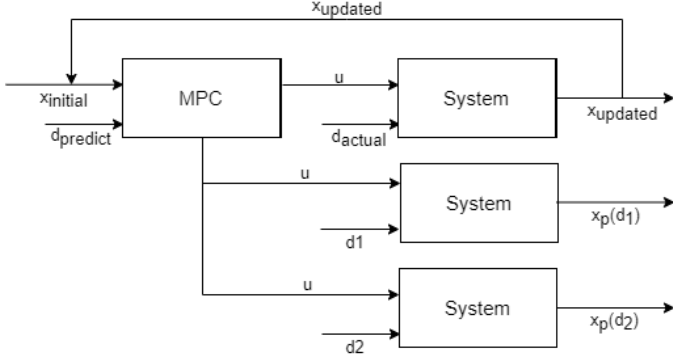 xupdated
u
MPC
System
xinitial
xupdated
dpredict
dactual
u
System
xp(d1)
d1
u
System
xp(d2)
d2